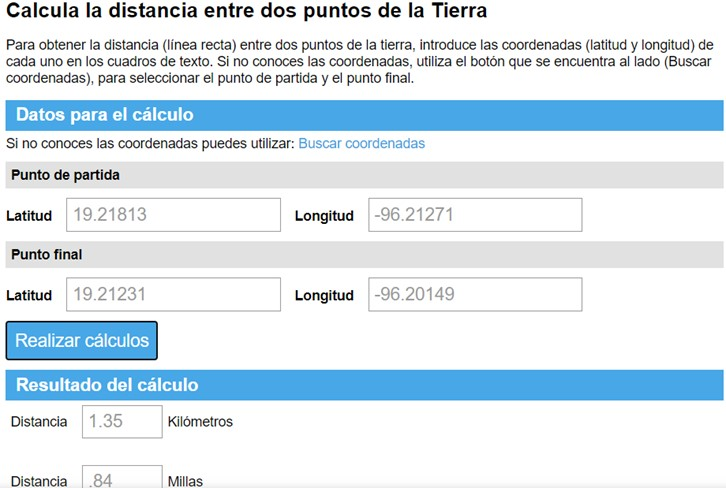 Calcula la distancia entre dos puntos de la Tierra
Para obtener la distancia (línea recta) entre dos puntos de la tierra, introduce las coordenadas (latitud y longitud) de
cada uno en los cuadros de texto. Si no conoces las coordenadas, utiliza el botón que se encuentra al lado (Buscar
coordenadas), para seleccionar el punto de partida y el punto final.
Datos para el cálculo
Si no conoces las coordenadas puedes utilizar: Buscar coordenadas
Punto de partida
Latitud 19.21813 Longitud -96.21271
Punto final
Latitud 19.21231 Longitud -96.20149
Realizar cálculos
Resultado del cálculo
Distancia 1.35 Kilómetros
Distancia .84 Millas